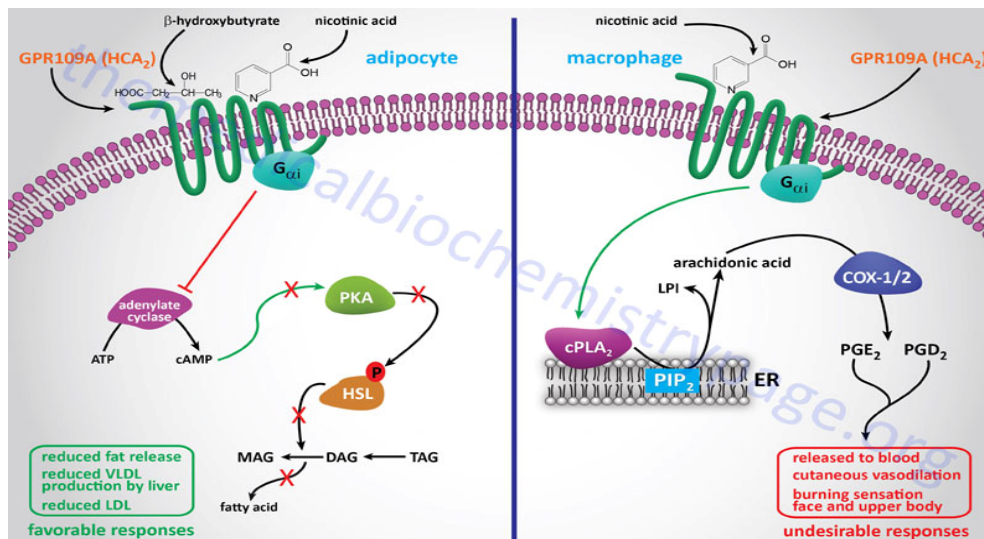 β-hydroxybutyrate
nicotinic acid
GPR109A (HCA2)
adipocyte
OH
HOOC
CH2
CH3
O
OH
N
Gαi
adenylate
cyclase
ATP
cAMP
X
PKA
X
P
HSL
X
MAG
DAG
TAG
X
fatty acid
reduced fat release
reduced VLDL
production by liver
reduced LDL
favorable responses
nicotinic acid
macrophage
O
OH
N
GPR109A (HCA2)
Gαi
arachidonic acid
LPI
COX-1/2
cPLA2
PIP2
ER
PGE2
PGD2
released to blood
cutaneous vasodilation
burning sensation
face and upper body
undesirable responses
themedicalbiochemistrypage.org